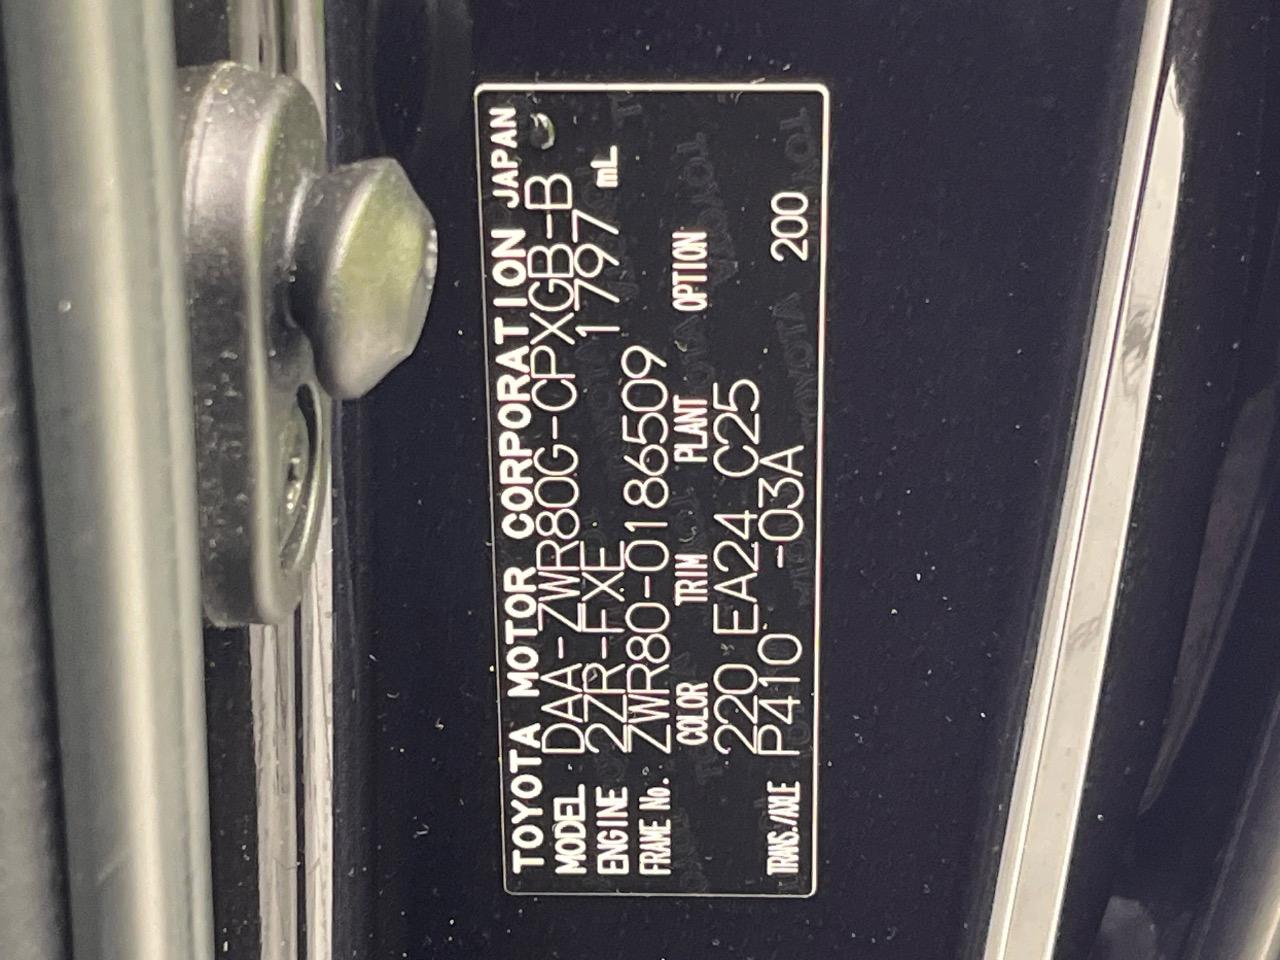 TOYOTA MOTOR CORPORATION JAPAN
MODEL DAA-ZWR80G-CPXGB-B
ENGINE 2ZR-FXE 1797 mL
FRAME No. ZWR80-0186509
COLOR TRIM PLANT OPTION
220 EA24 C25
TRANS./AXLE P410 -03A 200